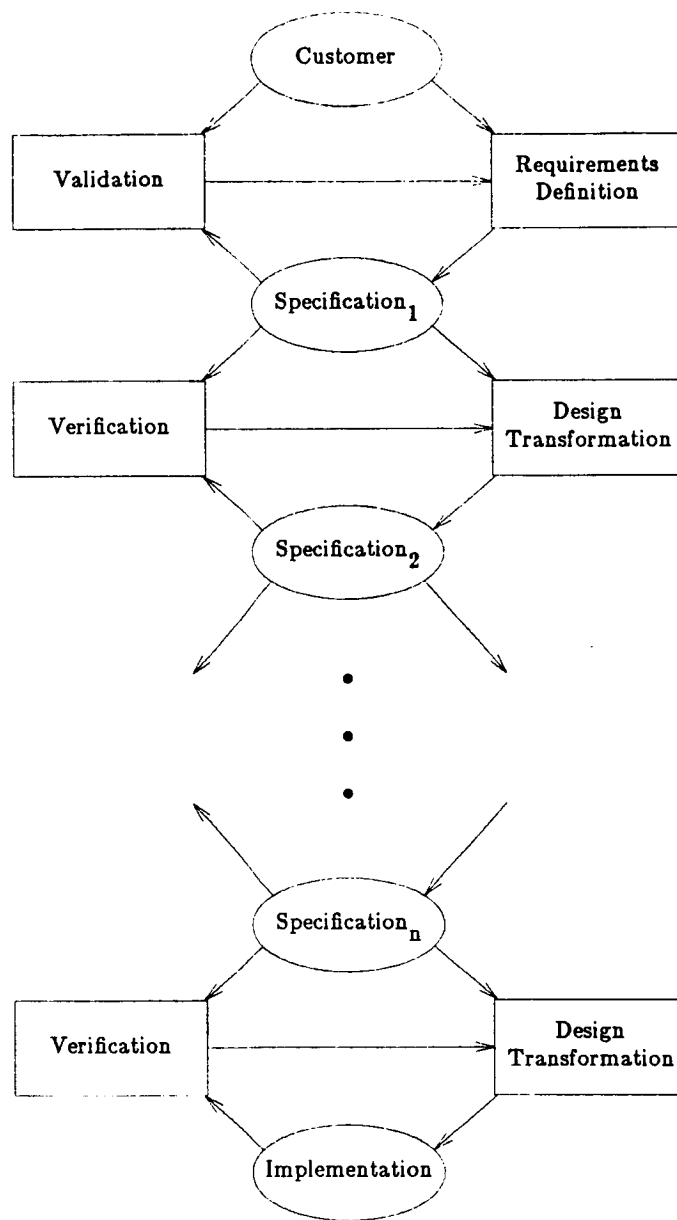 Customer
Validation
Requirements
Definition
Specification1
Verification
Design
Transformation
Specification2
Specificationn
Verification
Design
Transformation
Implementation